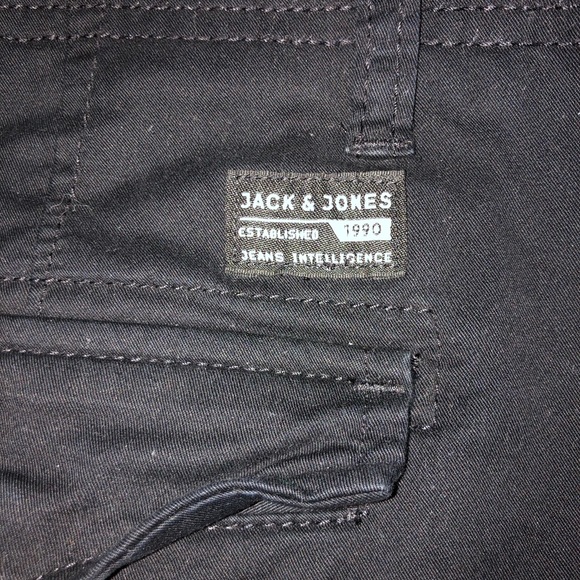 JACK & JONES
ESTABLISHED 1990
JEANS INTELLIGENCE